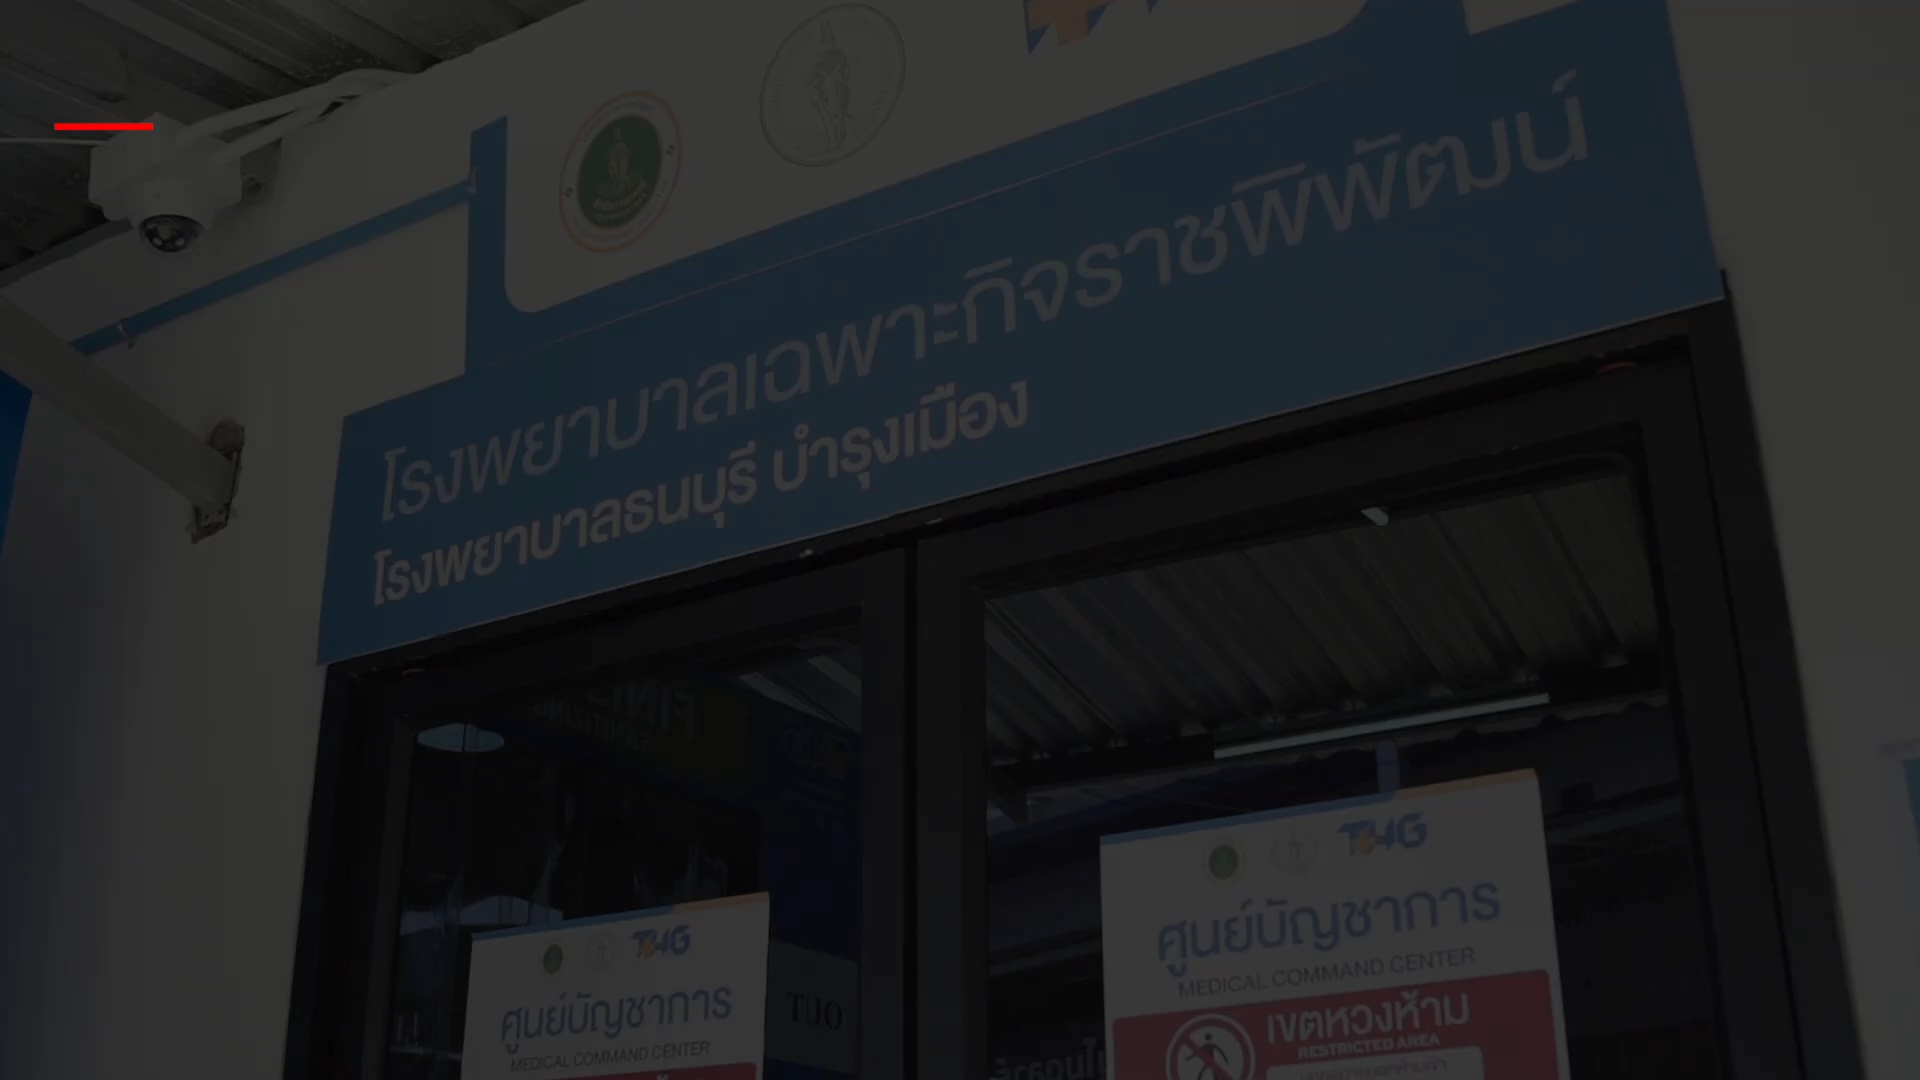 โรงพยาบาลเฉพาะกิจราชพิพัฒน์
โรงพยาบาลธนบุรี บำรุงเมือง
THG
ศูนย์บัญชาการ
MEDICAL COMMAND CENTER
เขตหวงห้าม
RESTRICTED AREA
THG
ศูนย์บัญชาการ
MEDICAL COMMAND CENTER
OUT